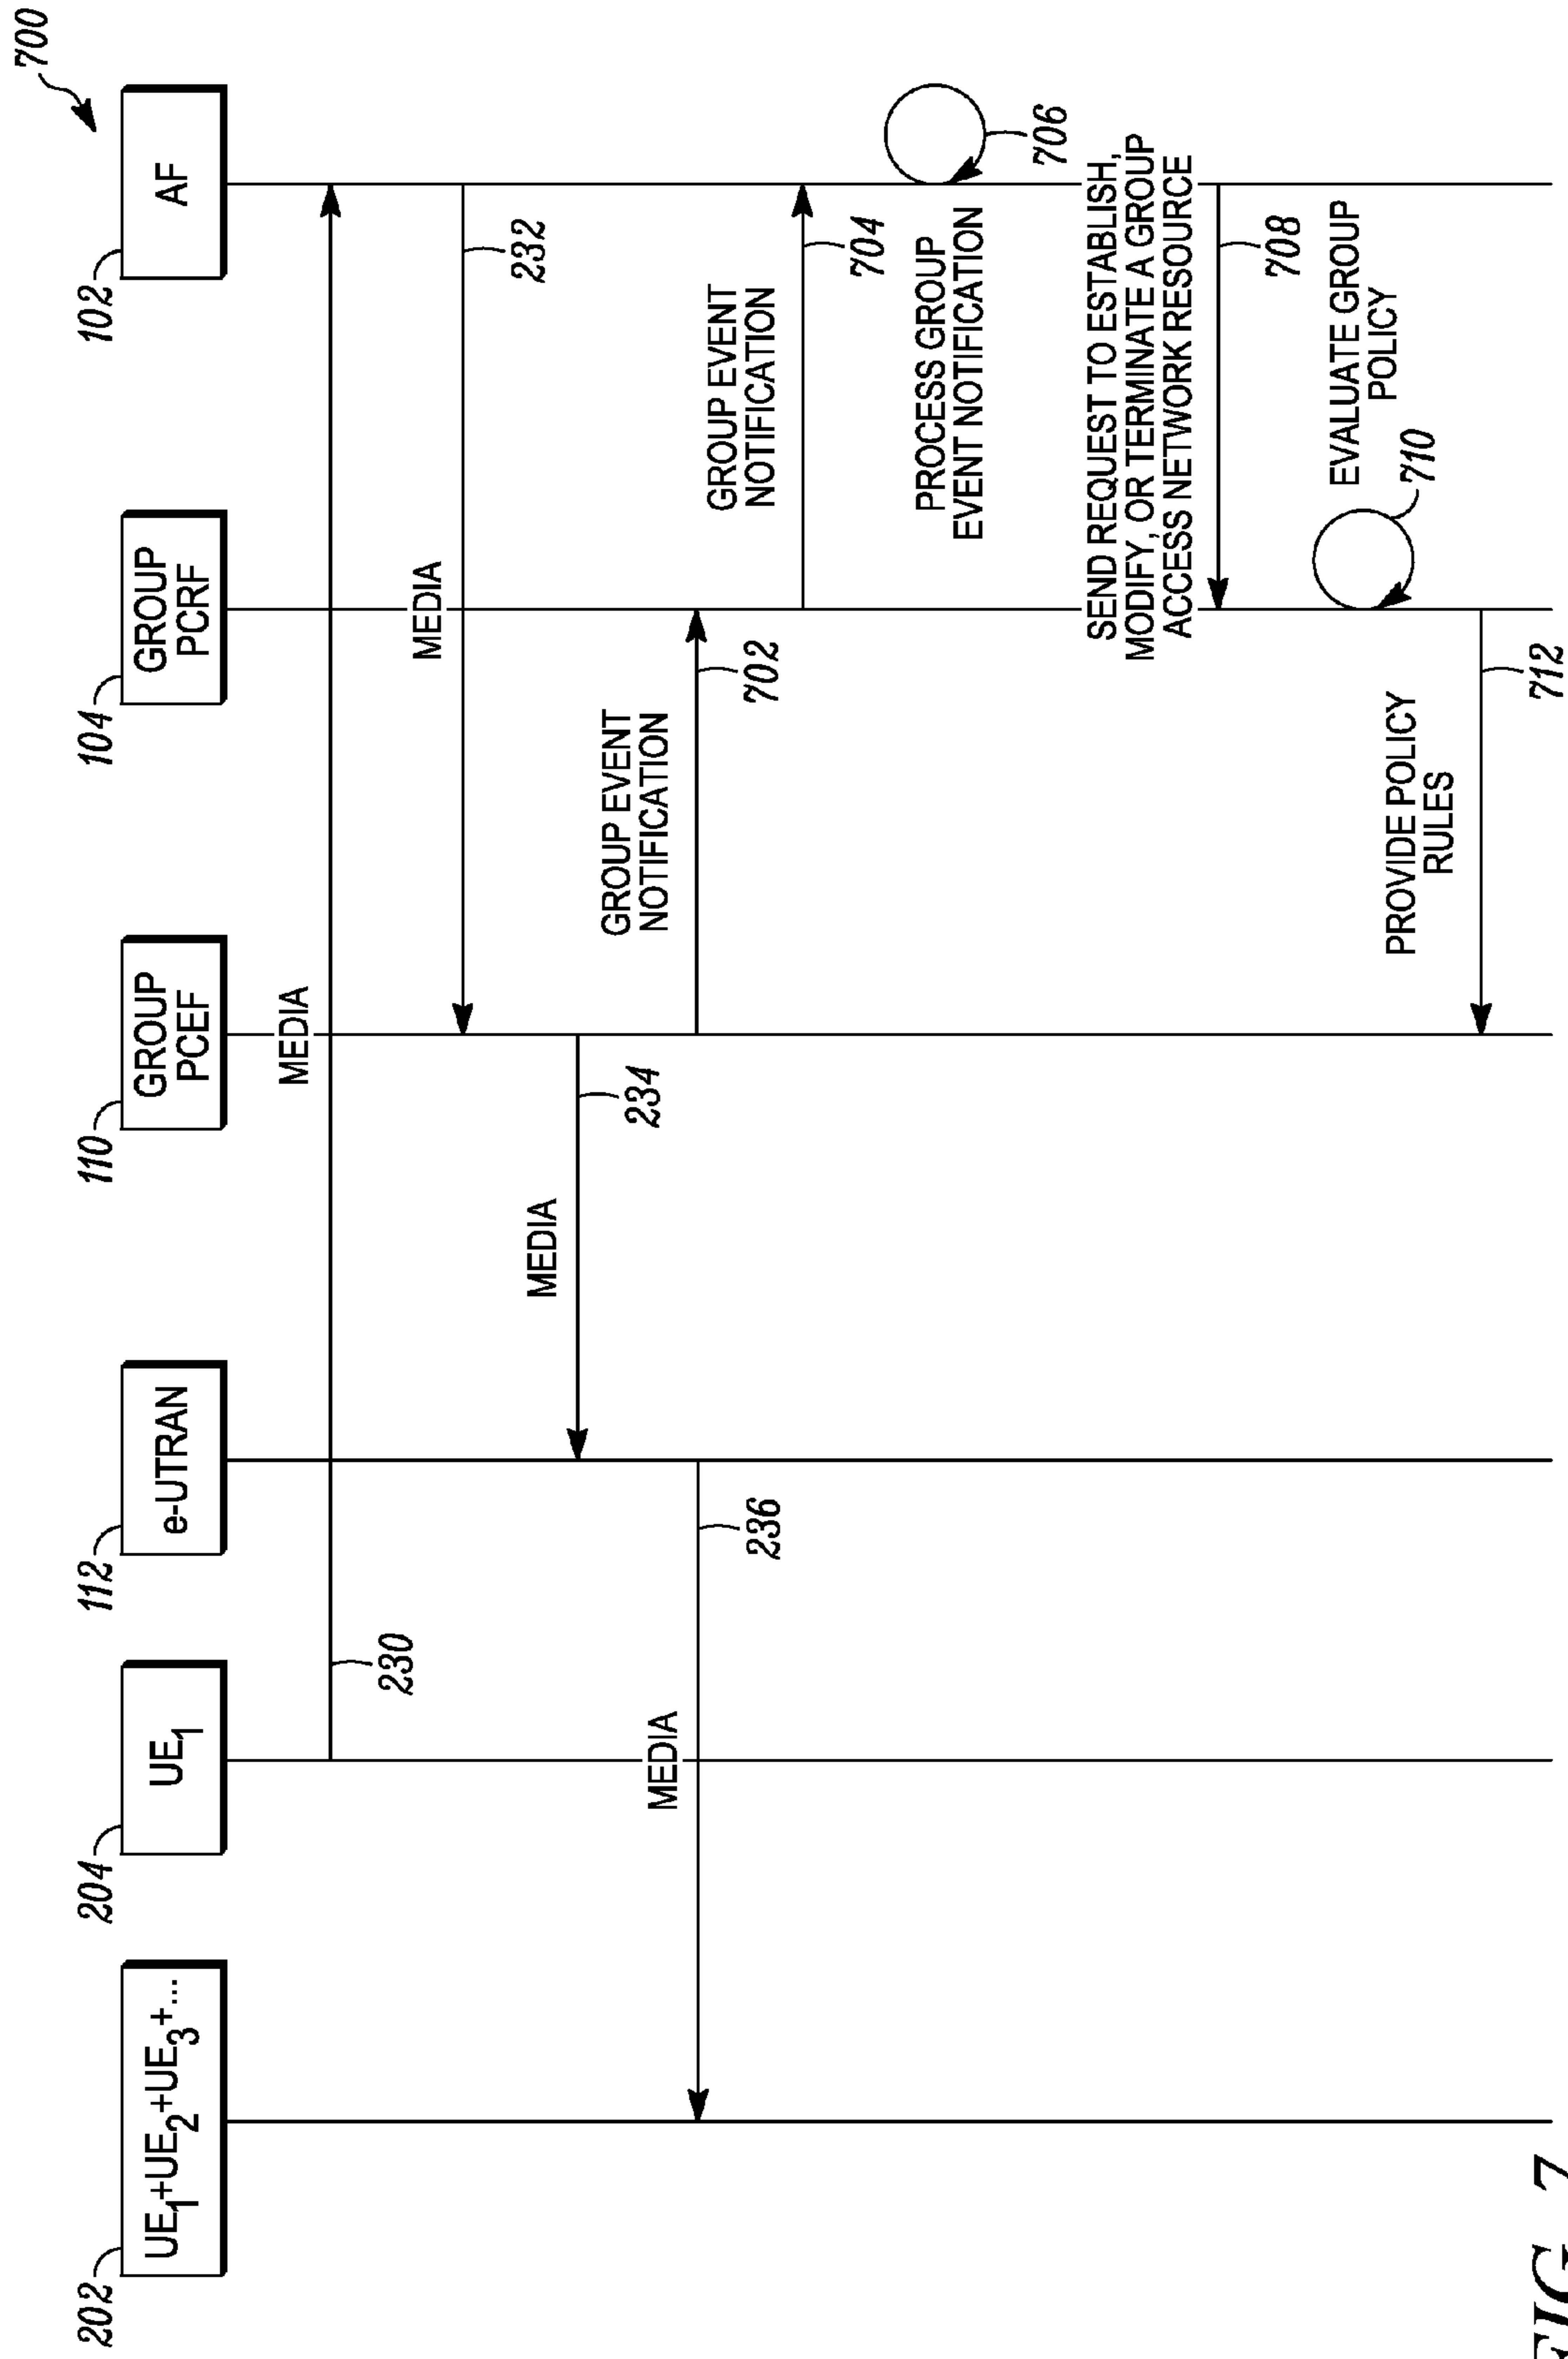 700
202
204
112
110
104
102
UE1+UE2+UE3+...
UE1
e-UTRAN
GROUP
PCEF
GROUP
PCRF
AF
MEDIA
230
MEDIA
232
MEDIA
234
GROUP EVENT
NOTIFICATION
702
MEDIA
236
GROUP EVENT
NOTIFICATION
704
PROCESS GROUP
EVENT NOTIFICATION
706
SEND REQUEST TO ESTABLISH,
MODIFY, OR TERMINATE A GROUP
ACCESS NETWORK RESOURCE
708
EVALUATE GROUP
POLICY
710
PROVIDE POLICY
RULES
712
FIG. 7